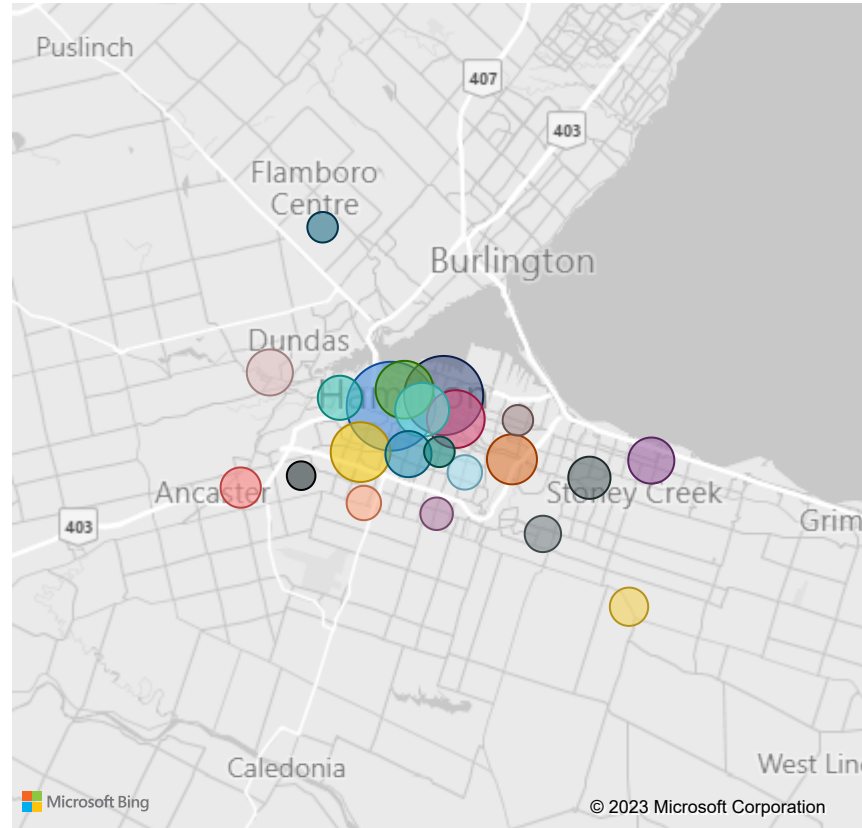 Puslinch
407
403
Flamboro
Centre
Burlington
Dundas
Hamilton
Ancaster
Stoney Creek
403
Grim
Caledonia
West Lin
Microsoft Bing
© 2023 Microsoft Corporation